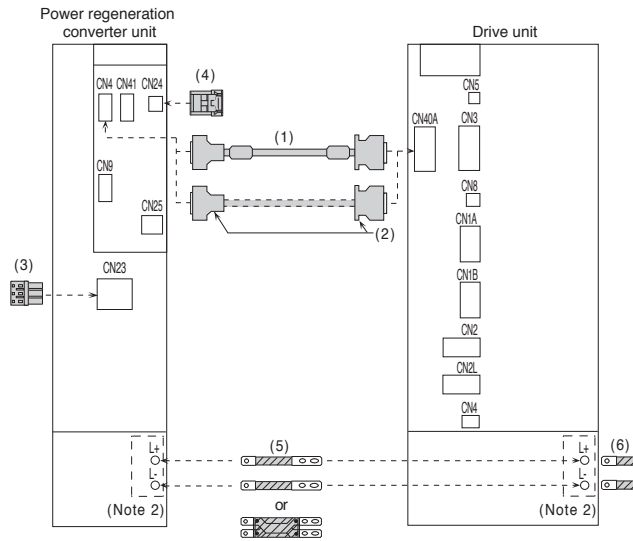 Power regeneration
converter unit
Drive unit
CN4
CN41
CN24
(4)
CN5
CN40A
CN3
(1)
CN9
CN8
CN25
(2)
CN1A
(3)
CN23
CN1B
CN2
CN2L
CN4
L+
(5)
L+
(6)
L-
L-
(Note 2)
or
(Note 2)